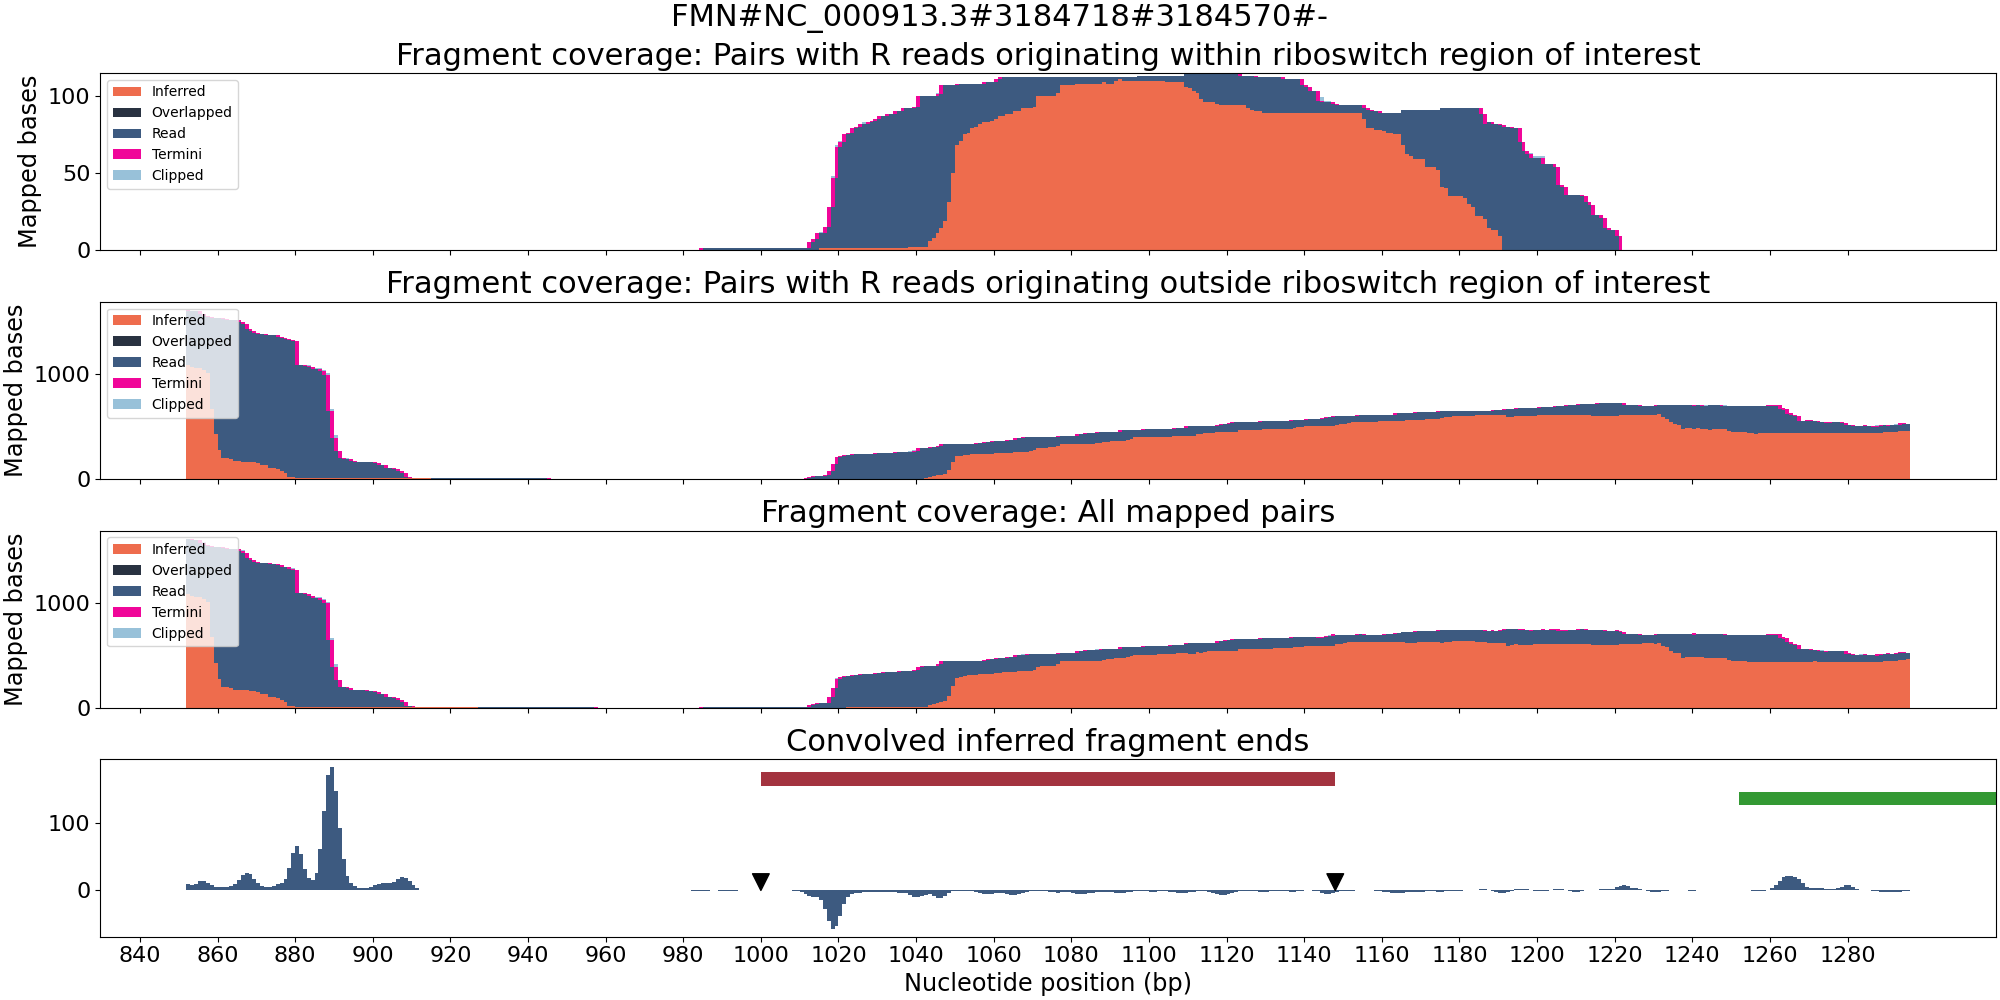 FMN#NC_000913.3#3184718#3184570#-
Fragment coverage: Pairs with R reads originating within riboswitch region of interest
Mapped bases
100
50
0
Inferred
Overlapped
Read
Termini
Clipped
Fragment coverage: Pairs with R reads originating outside riboswitch region of interest
Mapped bases
1000
0
Inferred
Overlapped
Read
Termini
Clipped
Fragment coverage: All mapped pairs
Mapped bases
1000
0
Inferred
Overlapped
Read
Termini
Clipped
Convolved inferred fragment ends
100
0
840 860 880 900 920 940 960 980 1000 1020 1040 1060 1080 1100 1120 1140 1160 1180 1200 1220 1240 1260 1280
Nucleotide position (bp)